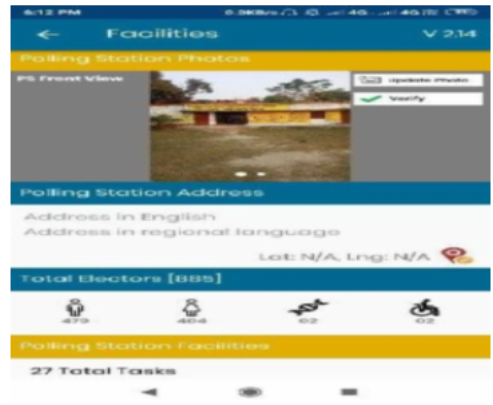 6:12 PM
← Facilities V 2.14
Polling Station Photos
PS Front View
Update Photo
Verify
Polling Station Address
Address in English
Address in regional language
Lat: N/A, Lng: N/A
Total Electors [885]
479 404 02 02
Polling Station Facilities
27 Total Tasks